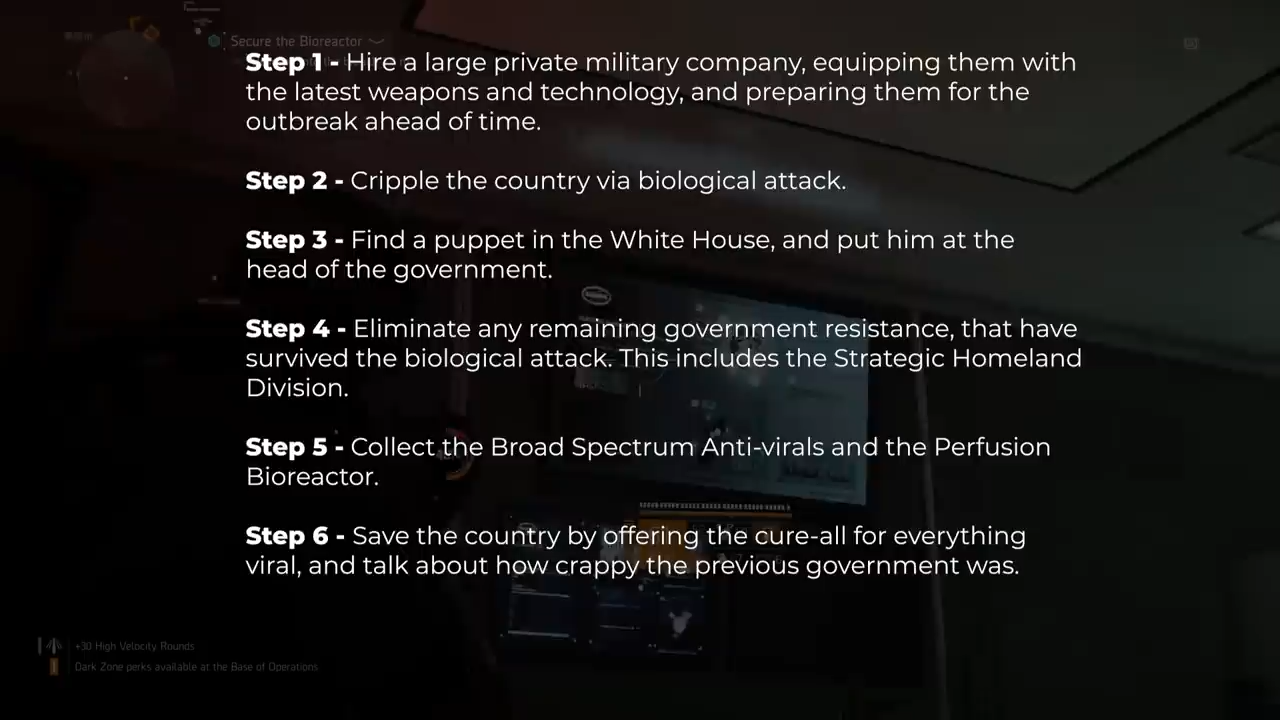 Secure the Bioreactor
Step 1 - Hire a large private military company, equipping them with
the latest weapons and technology, and preparing them for the
outbreak ahead of time.
Step 2 - Cripple the country via biological attack.
Step 3 - Find a puppet in the White House, and put him at the
head of the government.
Step 4 - Eliminate any remaining government resistance, that have
survived the biological attack. This includes the Strategic Homeland
Division.
Step 5 - Collect the Broad Spectrum Anti-virals and the Perfusion
Bioreactor.
Step 6 - Save the country by offering the cure-all for everything
viral, and talk about how crappy the previous government was.
+30 High Velocity Rounds
Dark Zone perks available at the Base of Operations